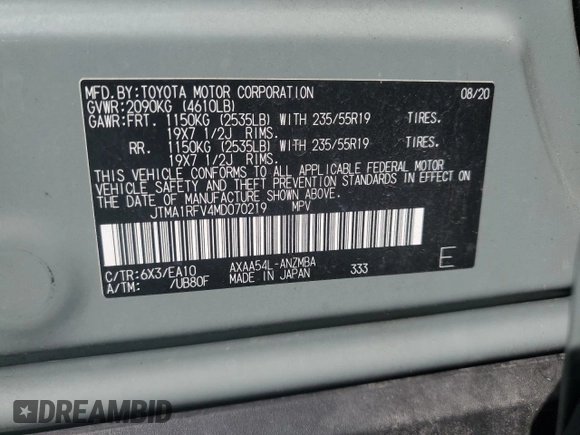 MFD.BY:TOYOTA MOTOR CORPORATION 08/20
GVWR:2090KG (4610LB)
GAWR:FRT. 1150KG (2535LB) WITH 235/55R19 TIRES.
19X7 1/2J RIMS.
RR. 1150KG (2535LB) WITH 235/55R19 TIRES.
19X7 1/2J RIMS.
THIS VEHICLE CONFORMS TO ALL APPLICABLE FEDERAL MOTOR
VEHICLE SAFETY AND THEFT PREVENTION STANDARDS IN EFFECT ON
THE DATE OF MANUFACTURE SHOWN ABOVE.
JTMA1RFV4MD070219 MPV
C/TR:6X3/EA10 AXAA54L-ANZMBA
A/TM: /UB80F MADE IN JAPAN 333 E
DREAMBID